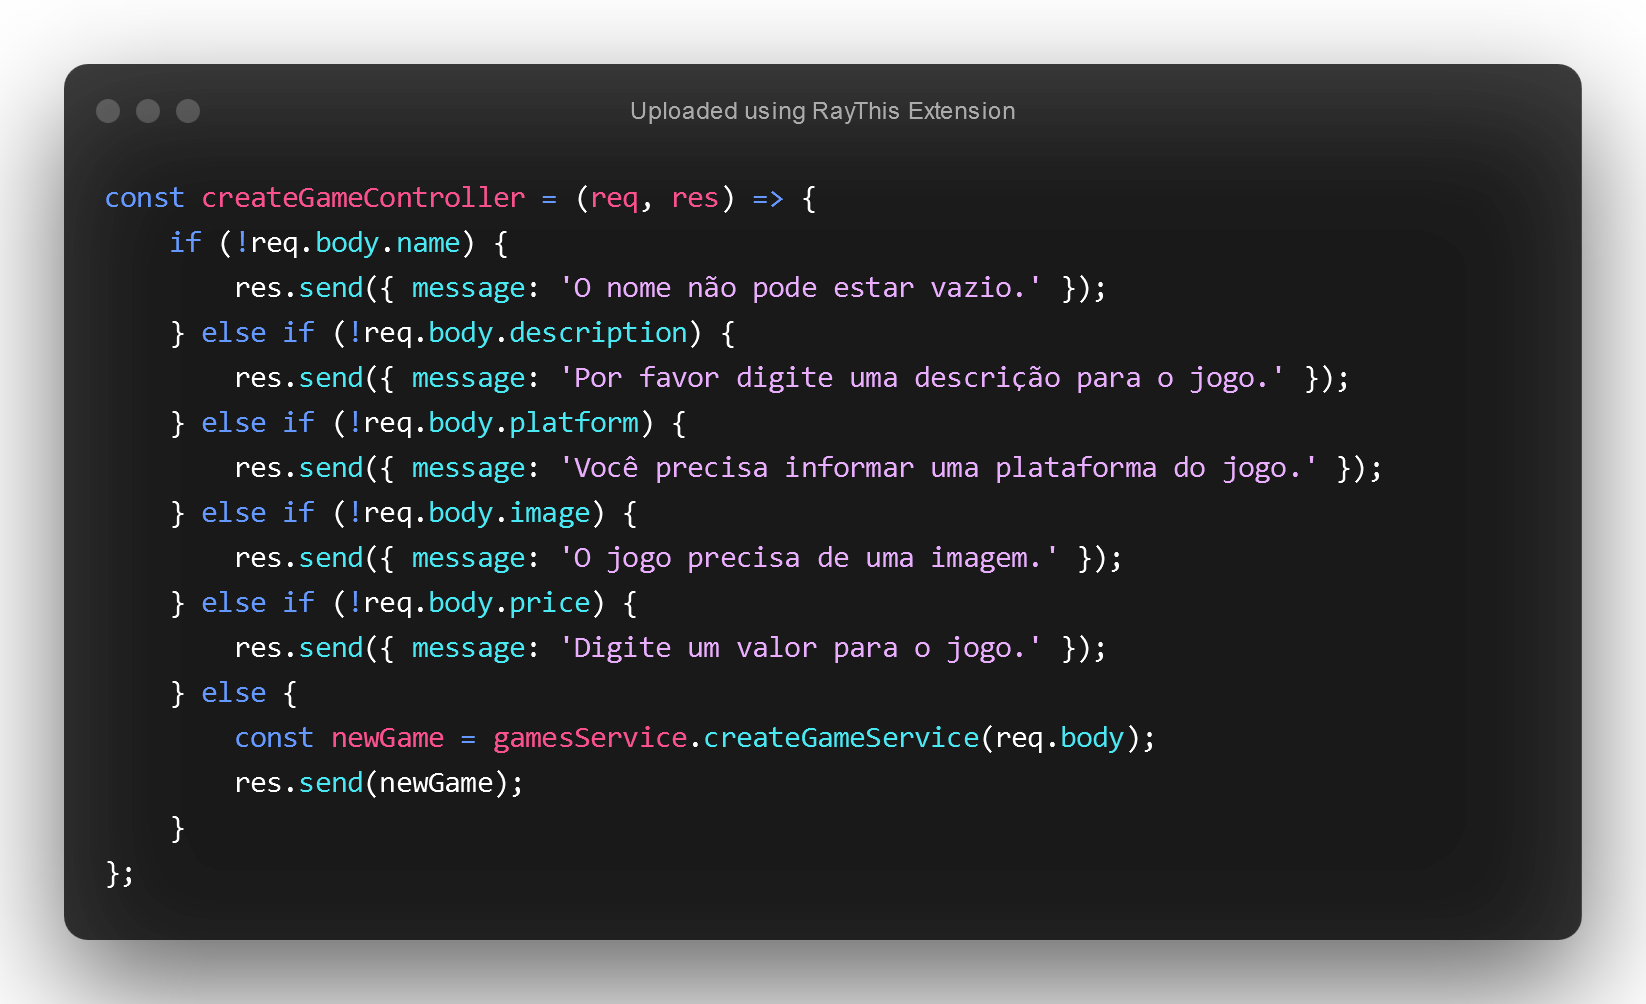 Uploaded using RayThis Extension
const createGameController = (req, res) => {
    if (!req.body.name) {
        res.send({ message: 'O nome não pode estar vazio.' });
    } else if (!req.body.description) {
        res.send({ message: 'Por favor digite uma descrição para o jogo.' });
    } else if (!req.body.platform) {
        res.send({ message: 'Você precisa informar uma plataforma do jogo.' });
    } else if (!req.body.image) {
        res.send({ message: 'O jogo precisa de uma imagem.' });
    } else if (!req.body.price) {
        res.send({ message: 'Digite um valor para o jogo.' });
    } else {
        const newGame = gamesService.createGameService(req.body);
        res.send(newGame);
    }
};